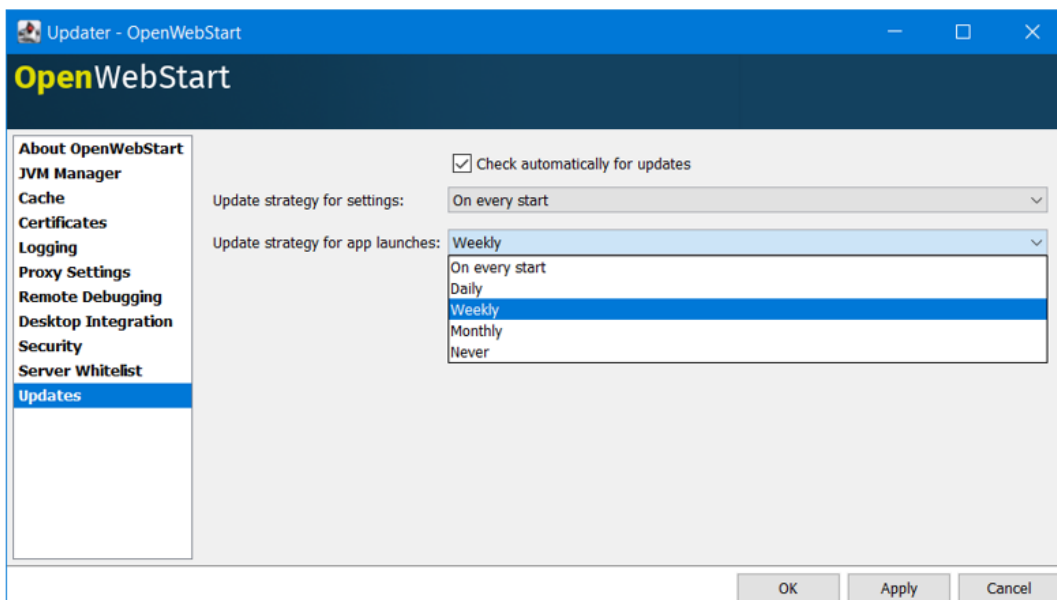 Updater - OpenWebStart
OpenWebStart
About OpenWebStart
JVM Manager
Cache
Certificates
Logging
Proxy Settings
Remote Debugging
Desktop Integration
Security
Server Whitelist
Updates
Check automatically for updates
Update strategy for settings: On every start
Update strategy for app launches: Weekly
On every start
Daily
Weekly
Monthly
Never
OK Apply Cancel